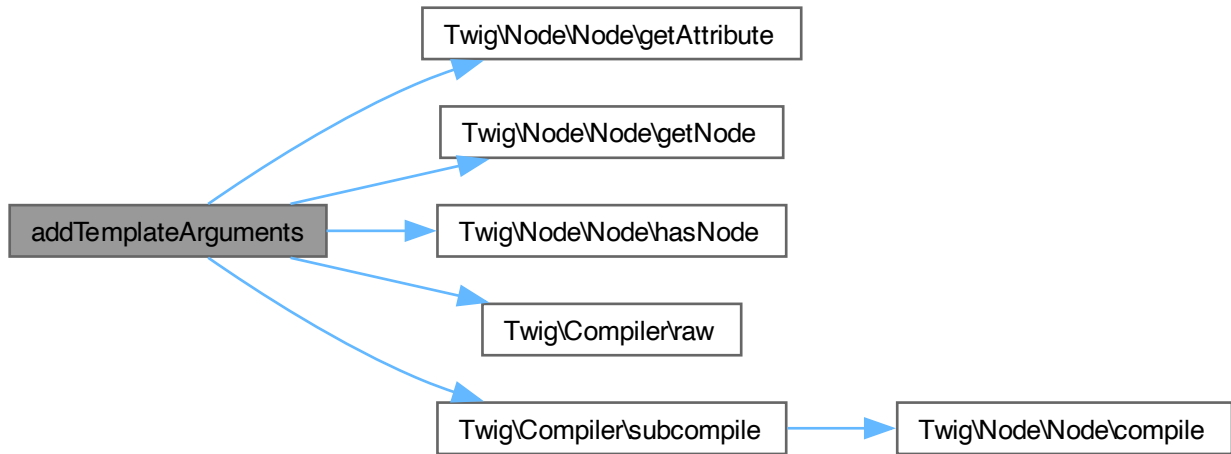 Twig\Node\Node\getAttribute
Twig\Node\Node\getNode
addTemplateArguments
Twig\Node\Node\hasNode
Twig\Compiler\raw
Twig\Compiler\subcompile
Twig\Node\Node\compile